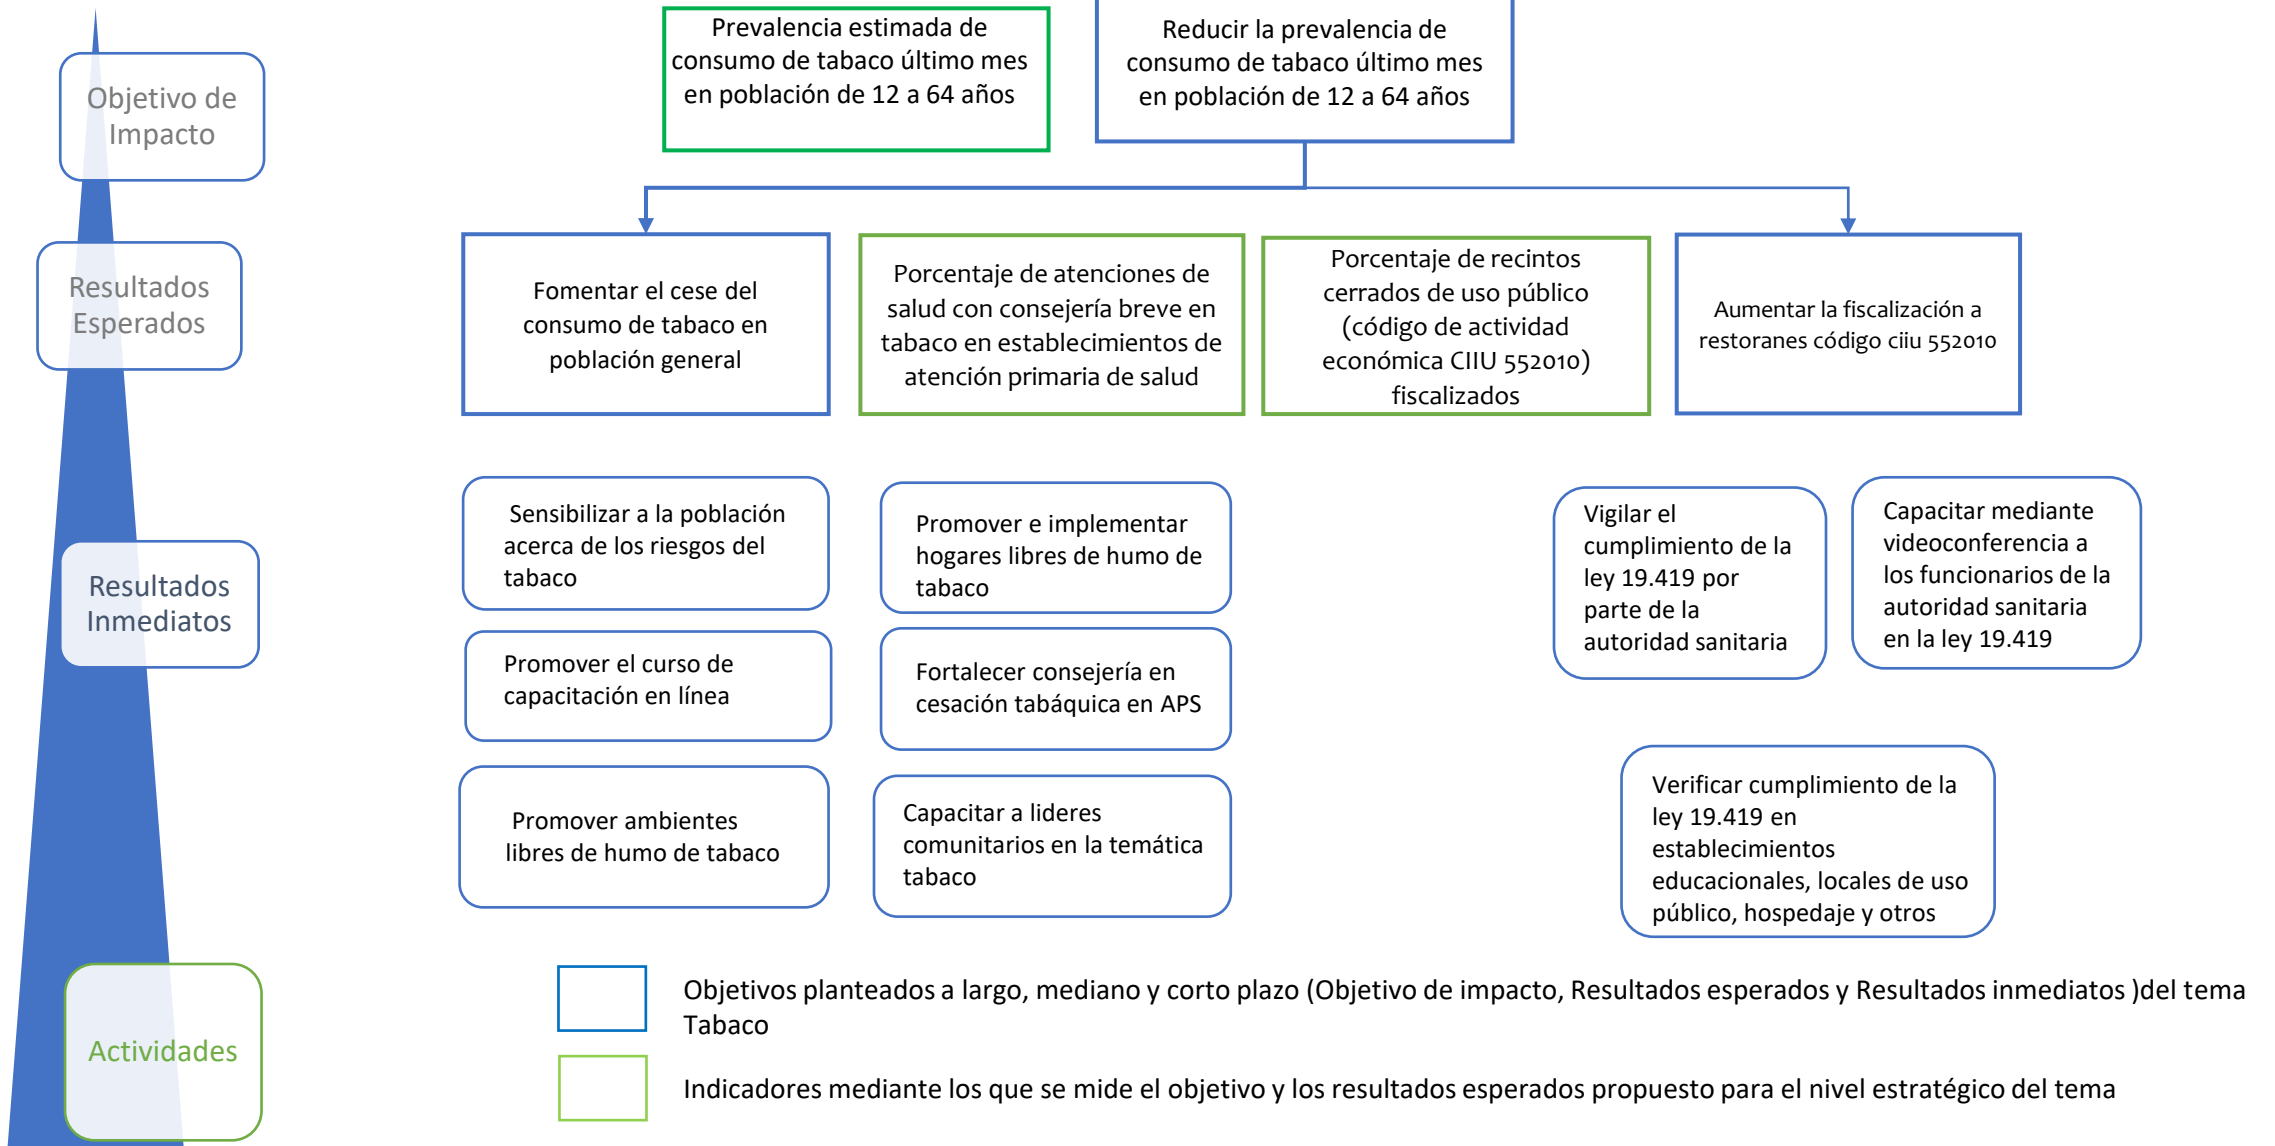 Objetivo de
Impacto
Prevalencia estimada de
consumo de tabaco último mes
en población de 12 a 64 años
Reducir la prevalencia de
consumo de tabaco último mes
en población de 12 a 64 años
Resultados
Esperados
Fomentar el cese del
consumo de tabaco en
población general
Porcentaje de atenciones de
salud con consejería breve en
tabaco en establecimientos de
atención primaria de salud
Porcentaje de recintos
cerrados de uso público
(código de actividad
económica CIIU 552010)
fiscalizados
Aumentar la fiscalización a
restoranes código ciiu 552010
Resultados
Inmediatos
Sensibilizar a la población
acerca de los riesgos del
tabaco
Promover e implementar
hogares libres de humo de
tabaco
Vigilar el
cumplimiento de la
ley 19.419 por
parte de la
autoridad sanitaria
Capacitar mediante
videoconferencia a
los funcionarios de la
autoridad sanitaria
en la ley 19.419
Promover el curso de
capacitación en línea
Fortalecer consejería en
cesación tabáquica en APS
Promover ambientes
libres de humo de tabaco
Capacitar a lideres
comunitarios en la temática
tabaco
Verificar cumplimiento de la
ley 19.419 en
establecimientos
educacionales, locales de uso
público, hospedaje y otros
Actividades
Objetivos planteados a largo, mediano y corto plazo (Objetivo de impacto, Resultados esperados y Resultados inmediatos )del tema
Tabaco
Indicadores mediante los que se mide el objetivo y los resultados esperados propuesto para el nivel estratégico del tema